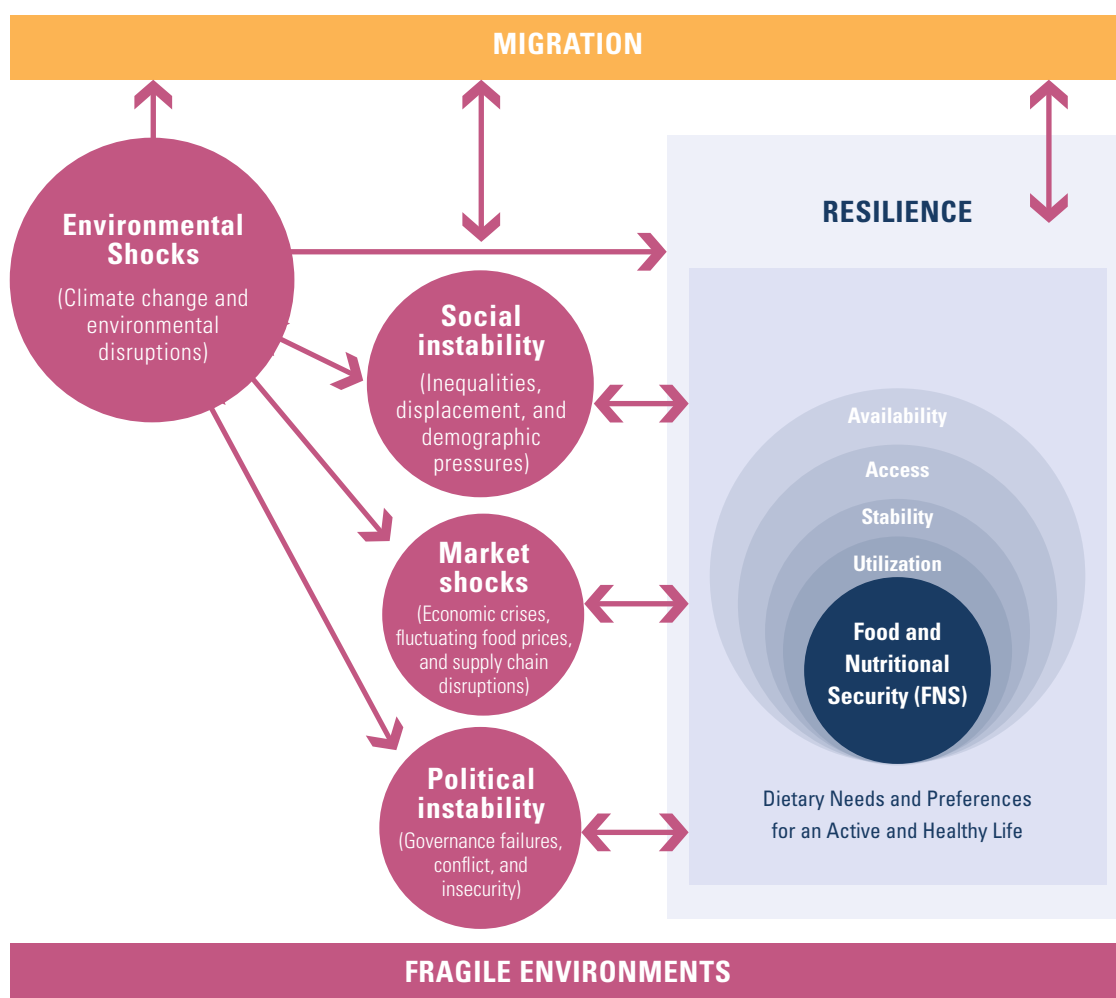 MIGRATION
Environmental
Shocks
(Climate change and
environmental
disruptions)
RESILIENCE
Social
instability
(Inequalities,
displacement, and
demographic
pressures)
Market
shocks
(Economic crises,
fluctuating food prices,
and supply chain
disruptions)
Political
instability
(Governance failures,
conflict, and
insecurity)
Availability
Access
Stability
Utilization
Food and
Nutritional
Security (FNS)
Dietary Needs and Preferences
for an Active and Healthy Life
FRAGILE ENVIRONMENTS